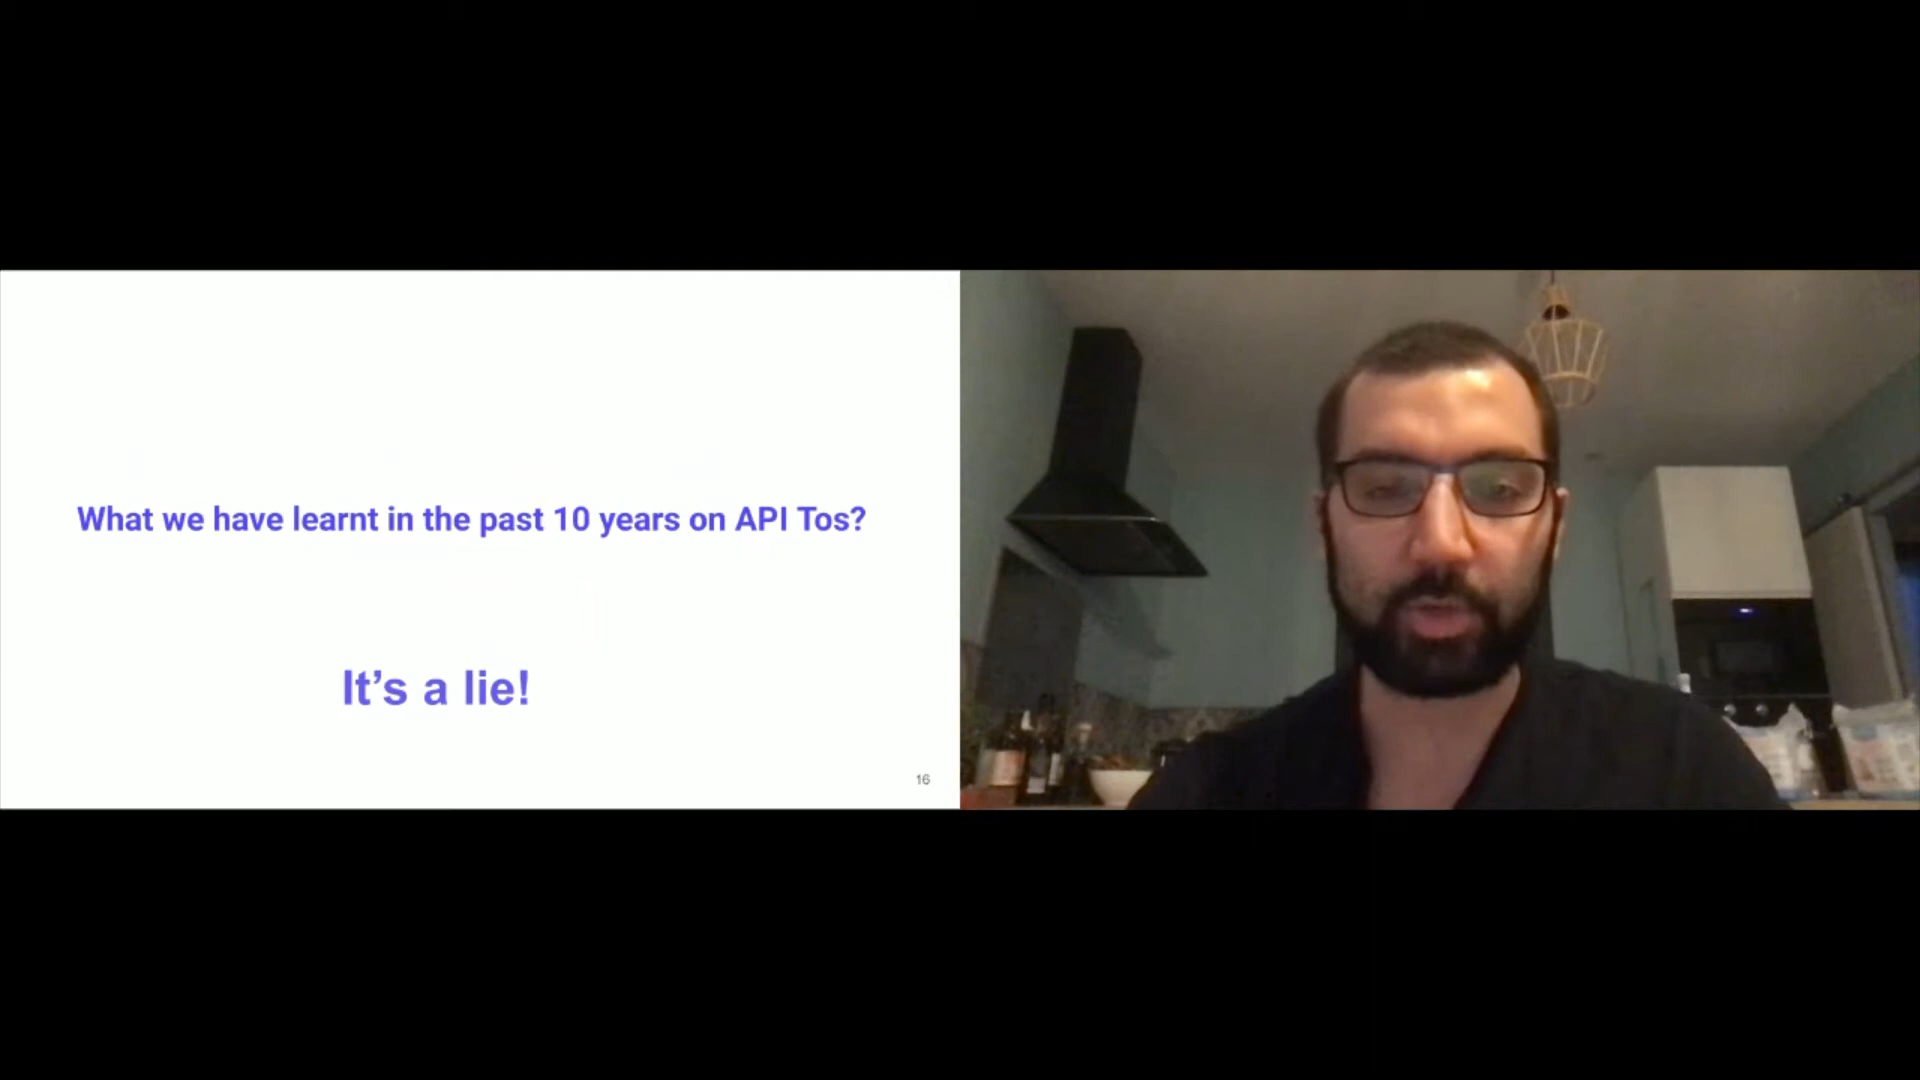 What we have learnt in the past 10 years on API Tos?
It’s a lie!
16